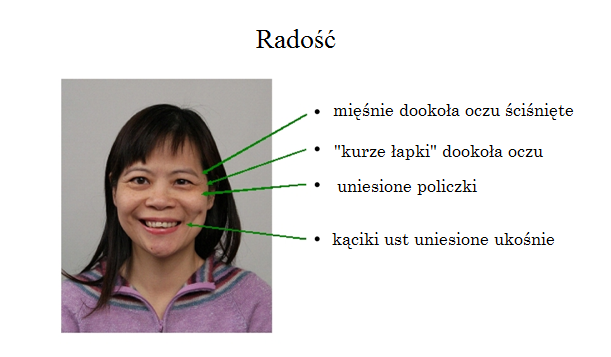 Radość
• mięśnie dookoła oczu ściśnięte
• "kurze łapki" dookoła oczu
• uniesione policzki
• kąciki ust uniesione ukośnie